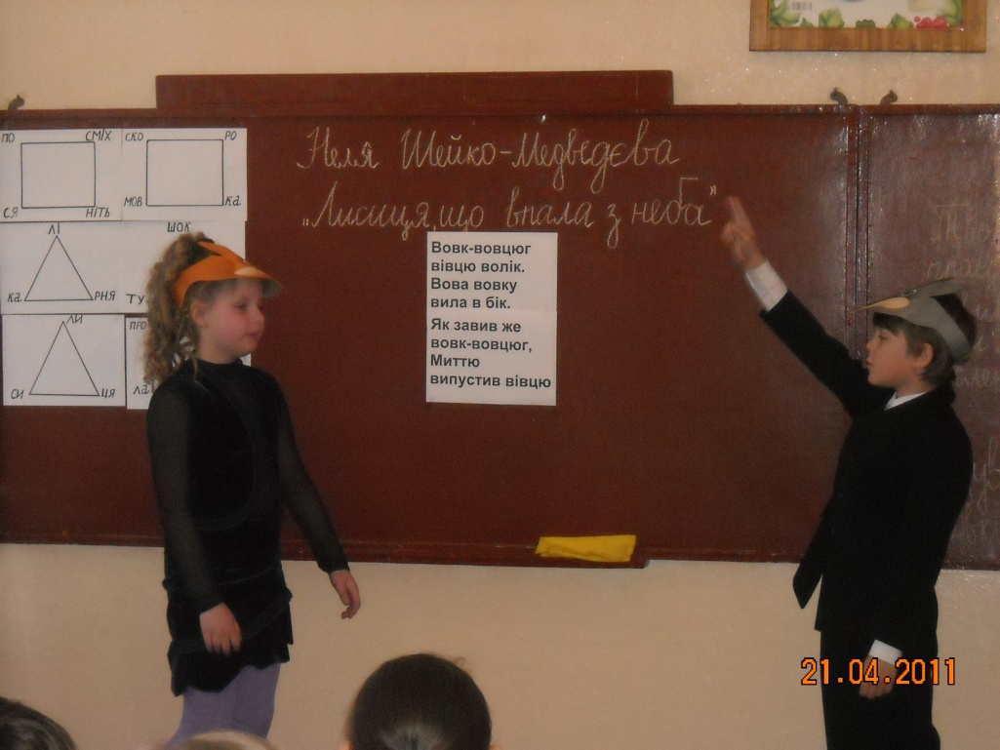 ПО СМІХ
СЯ НІТЬ
СКО РО
МОВ КА
ЛІ
КА РНЯ
ШОК
ТУ
ЛИ
СИ ЦЯ
ПРО
ЛА
Неля Шейко-Медведєва
„Лисиця, що впала з неба”
Вовк-вовцюг
вівцю волік.
Вова вовку
вила в бік.
Як завив же
вовк-вовцюг,
Миттю
випустив вівцю
21.04.2011